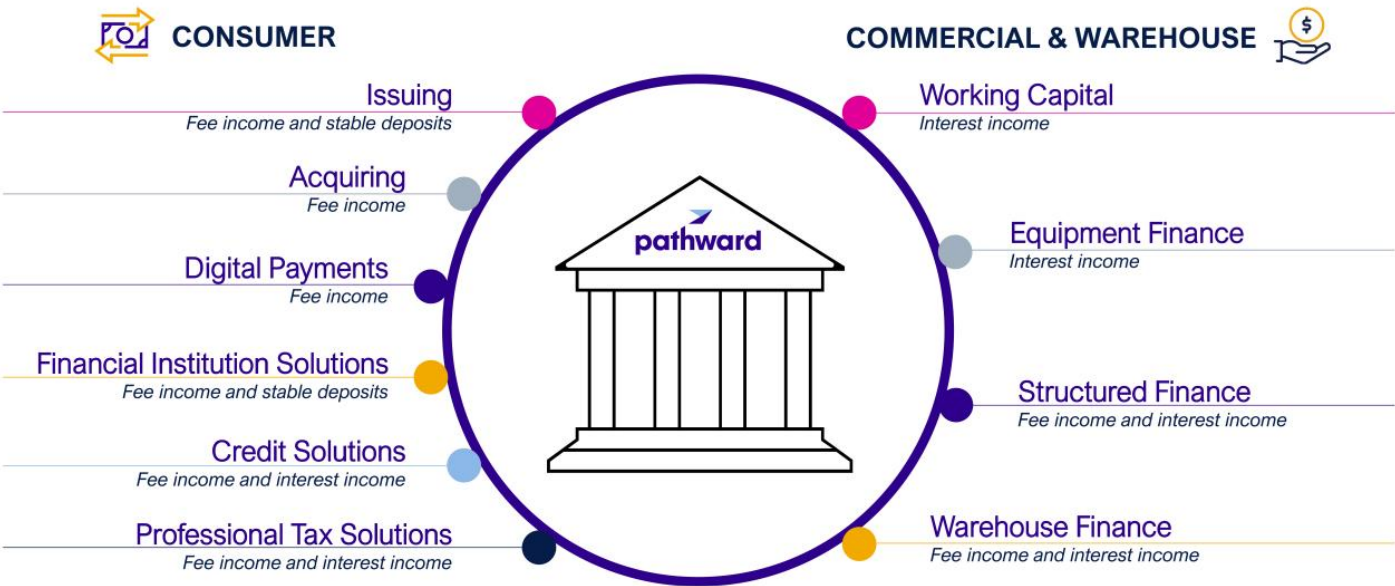 CONSUMER
Issuing
Fee income and stable deposits
Acquiring
Fee income
Digital Payments
Fee income
Financial Institution Solutions
Fee income and stable deposits
Credit Solutions
Fee income and interest income
Professional Tax Solutions
Fee income and interest income
pathward
COMMERCIAL & WAREHOUSE
$
Working Capital
Interest income
Equipment Finance
Interest income
Structured Finance
Fee income and interest income
Warehouse Finance
Fee income and interest income